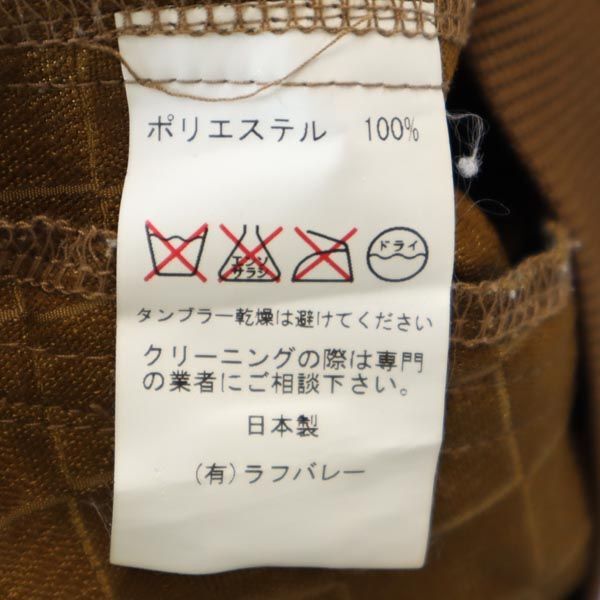 ポリエステル 100%
エンソ
サラシ
ドライ
タンブラー乾燥は避けてください
クリーニングの際は専門
の業者にご相談下さい。
日本製
(有)ラフバレー